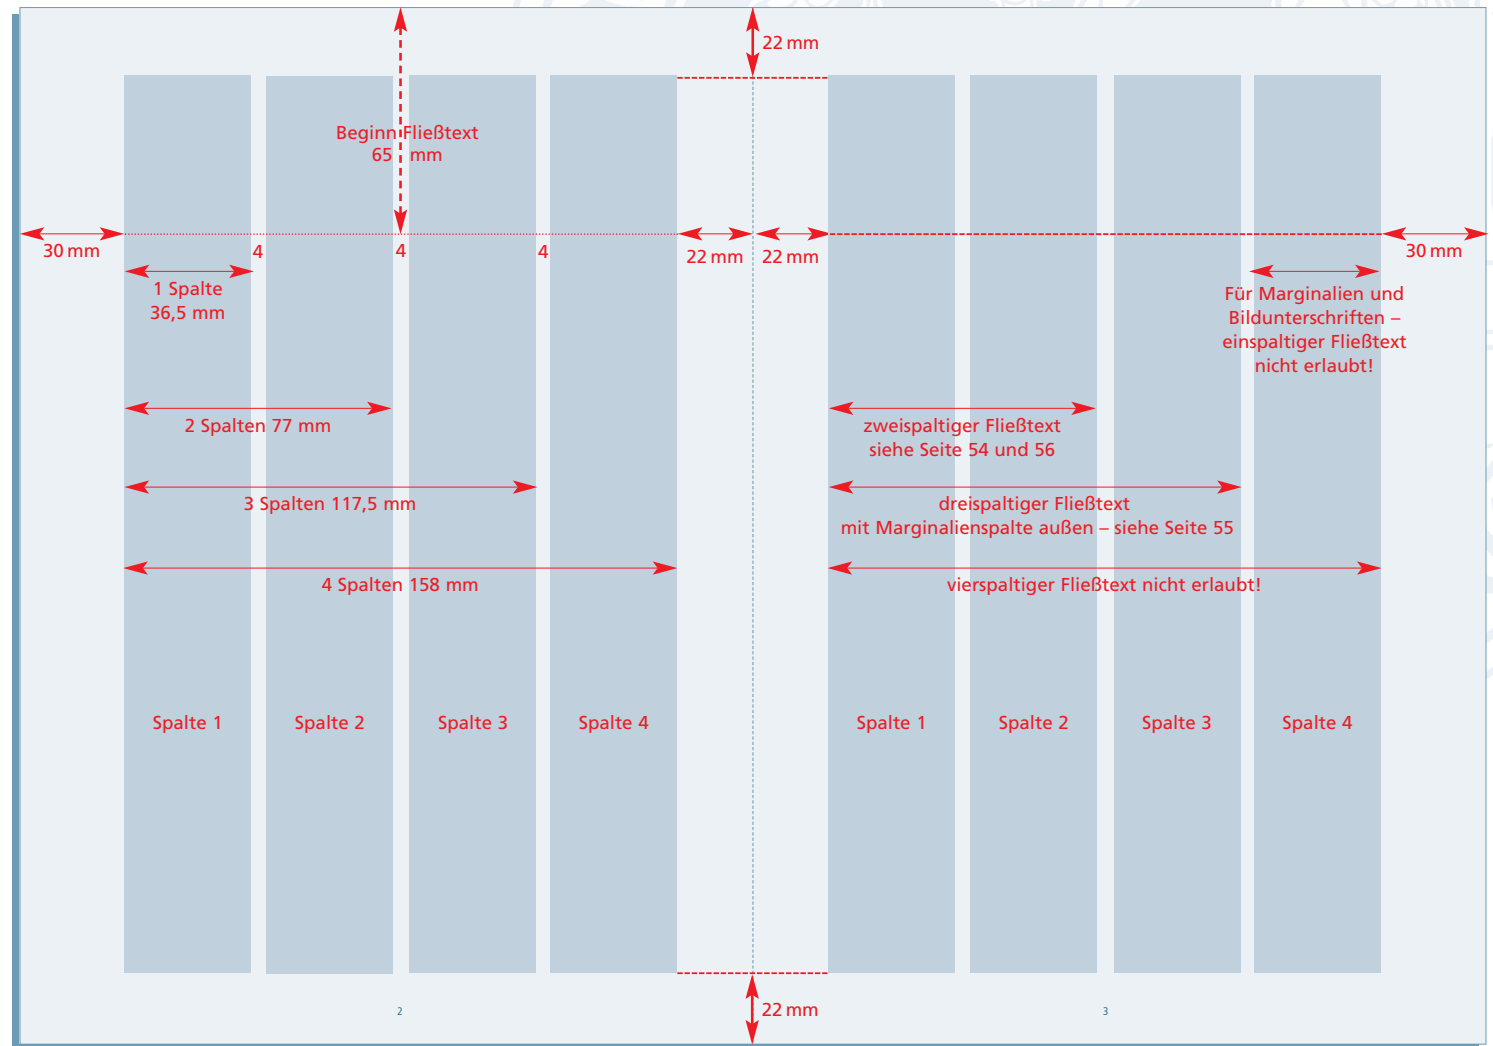 22 mm
Beginn Fließtext
65 mm
30 mm
4
4
4
22 mm
22 mm
30 mm
1 Spalte
36,5 mm
Für Marginalien und
Bildunterschriften –
einspaltiger Fließtext
nicht erlaubt!
2 Spalten 77 mm
zweispaltiger Fließtext
siehe Seite 54 und 56
3 Spalten 117,5 mm
dreispaltiger Fließtext
mit Marginalienspalte außen – siehe Seite 55
4 Spalten 158 mm
vierspaltiger Fließtext nicht erlaubt!
Spalte 1
Spalte 2
Spalte 3
Spalte 4
Spalte 1
Spalte 2
Spalte 3
Spalte 4
2
22 mm
3